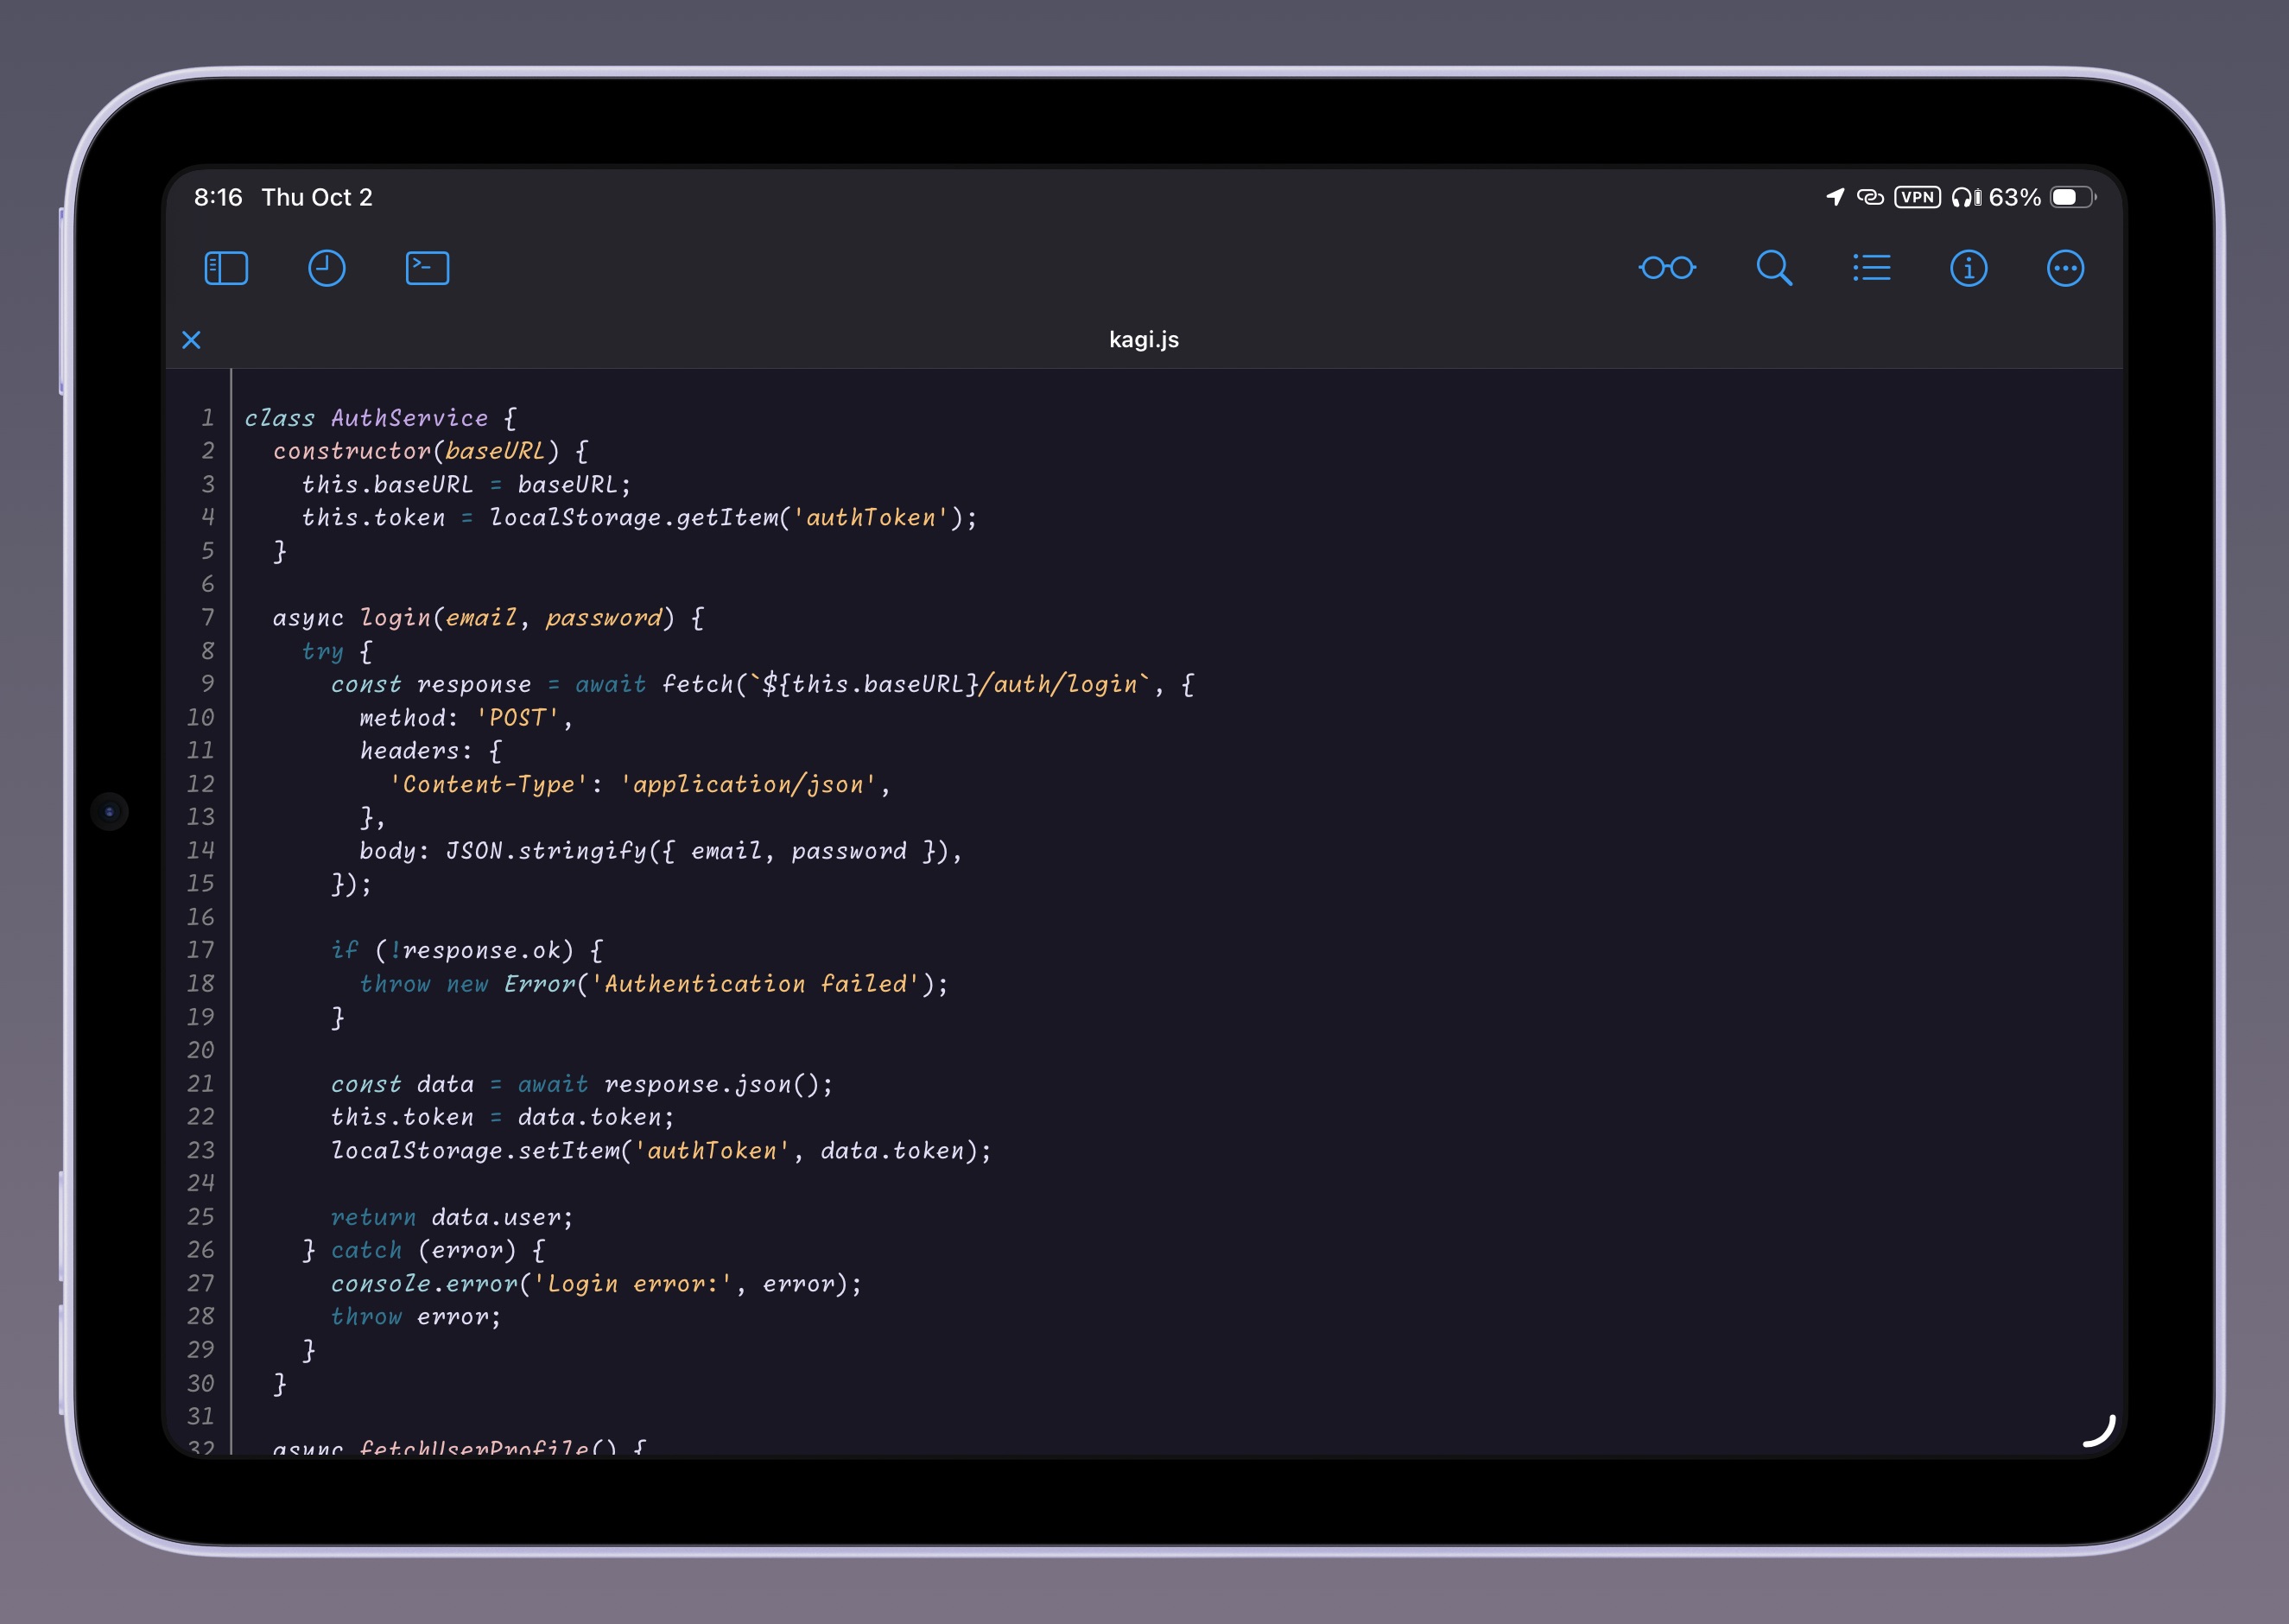 8:16 Thu Oct 2
VPN 63%
kagi.js
1 class AuthService {
2   constructor(baseURL) {
3     this.baseURL = baseURL;
4     this.token = localStorage.getItem('authToken');
5   }
6
7   async login(email, password) {
8     try {
9       const response = await fetch(`${this.baseURL}/auth/login`, {
10         method: 'POST',
11         headers: {
12           'Content-Type': 'application/json',
13         },
14         body: JSON.stringify({ email, password }),
15       });
16
17       if (!response.ok) {
18         throw new Error('Authentication failed');
19       }
20
21       const data = await response.json();
22       this.token = data.token;
23       localStorage.setItem('authToken', data.token);
24
25       return data.user;
26     } catch (error) {
27       console.error('Login error:', error);
28       throw error;
29     }
30   }
31
32   async fetchUserProfile() {